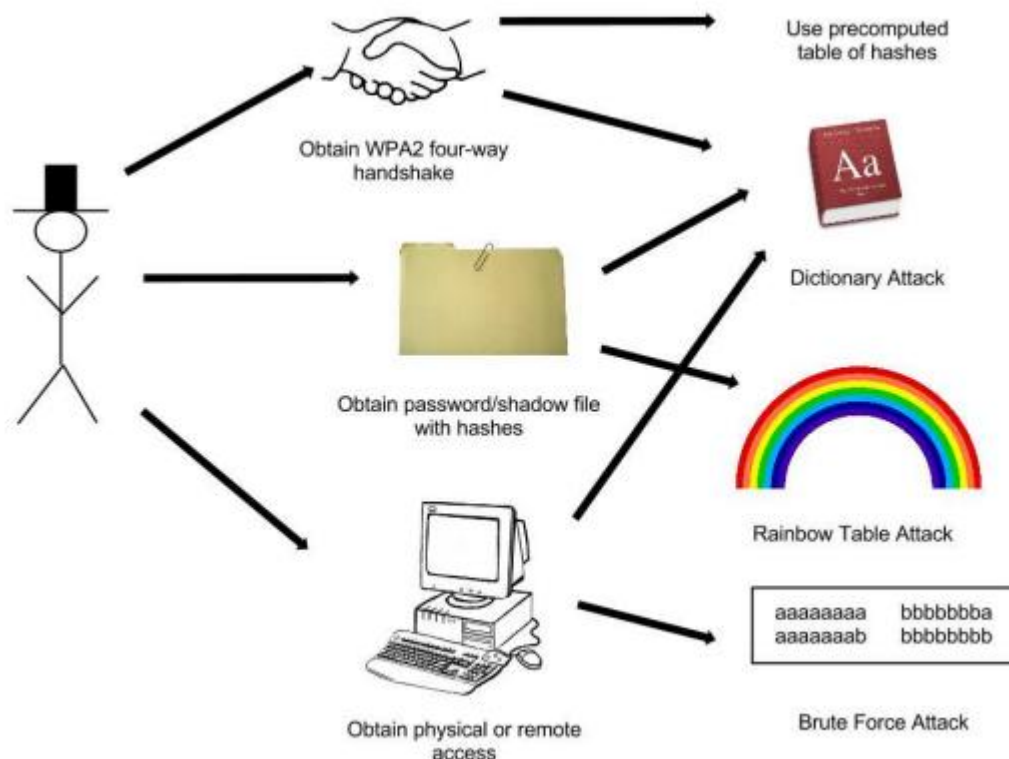 Use precomputed
table of hashes
Obtain WPA2 four-way
handshake
Aa
Dictionary Attack
Obtain password/shadow file
with hashes
Rainbow Table Attack
aaaaaaaa bbbbbbba
aaaaaaab bbbbbbbb
Obtain physical or remote
access
Brute Force Attack